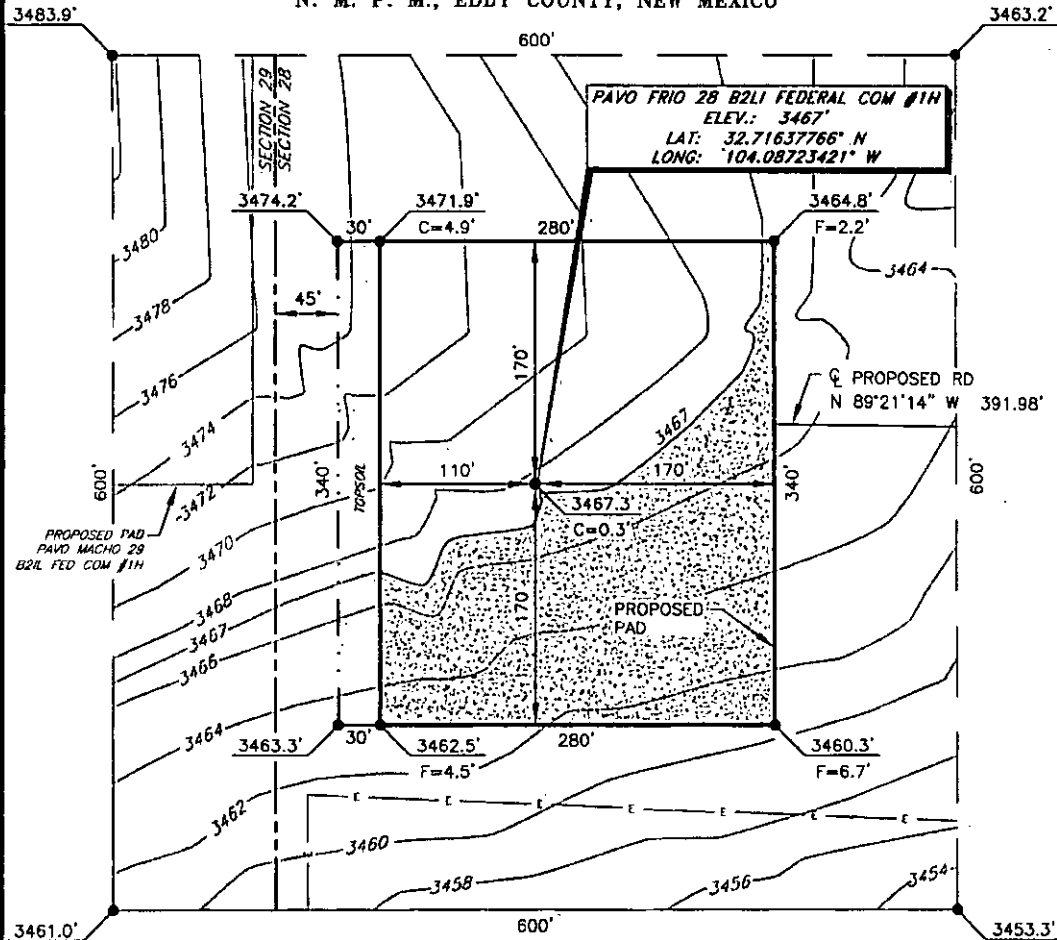 N. M. P. M., EDDY COUNTY, NEW MEXICO
3483.9'
3463.2'
600'
SECTION 29
SECTION 28
PAVO FRIO 28 B2LI FEDERAL COM #1H
ELEV.: 3467'
LAT: 32.71637766° N
LONG: 104.08723421° W
3474.2'
30'
3471.9'
C=4.9'
280'
3464.8'
F=2.2'
3480
3464
45'
3478
170'
℄ PROPOSED RD
N 89°21'14" W 391.98'
3476
3467
3474
600'
3472
340'
TOPSOIL
110'
170'
340'
600'
3467.3'
C=0.3'
PROPOSED PAD
PAVO MACHO 29
B2IL FED COM #1H
3470
3468
3467
3466
170
PROPOSED
PAD
3464
3463.3'
30'
3462.5'
F=4.5'
280'
3460.3'
F=6.7'
E E E E E E E
3462
3460
3458
3456
3454
3461.0'
600'
3453.3'